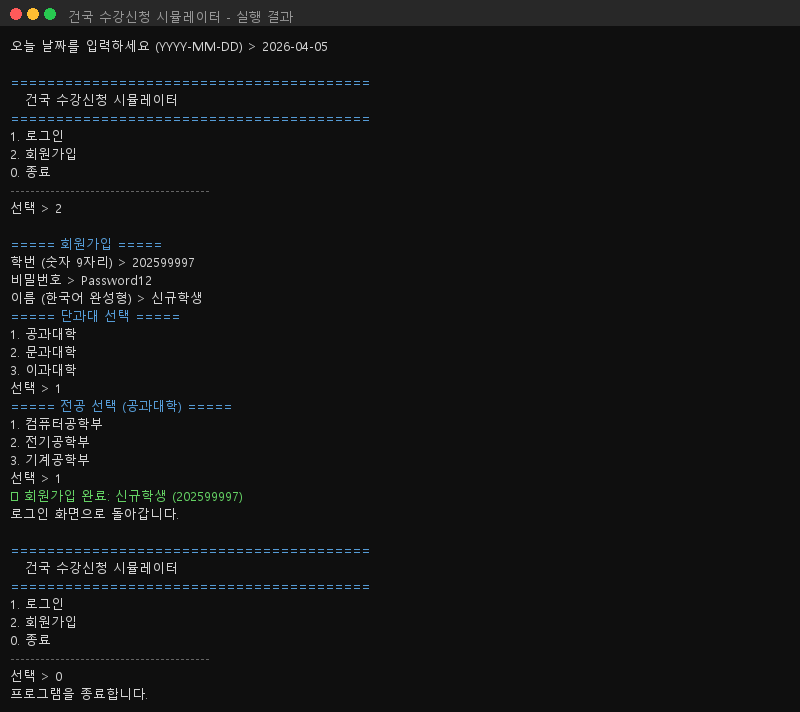 건국 수강신청 시뮬레이터 - 실행 결과
오늘 날짜를 입력하세요 (YYYY-MM-DD) > 2026-04-05
========================================
건국 수강신청 시뮬레이터
========================================
1. 로그인
2. 회원가입
0. 종료
----------------------------------------
선택 > 2
===== 회원가입 =====
학번 (숫자 9자리) > 202599997
비밀번호 > Password12
이름 (한국어 완성형) > 신규학생
===== 단과대 선택 =====
1. 공과대학
2. 문과대학
3. 이과대학
선택 > 1
===== 전공 선택 (공과대학) =====
1. 컴퓨터공학부
2. 전기공학부
3. 기계공학부
선택 > 1
▯ 회원가입 완료: 신규학생 (202599997)
로그인 화면으로 돌아갑니다.
========================================
건국 수강신청 시뮬레이터
========================================
1. 로그인
2. 회원가입
0. 종료
----------------------------------------
선택 > 0
프로그램을 종료합니다.